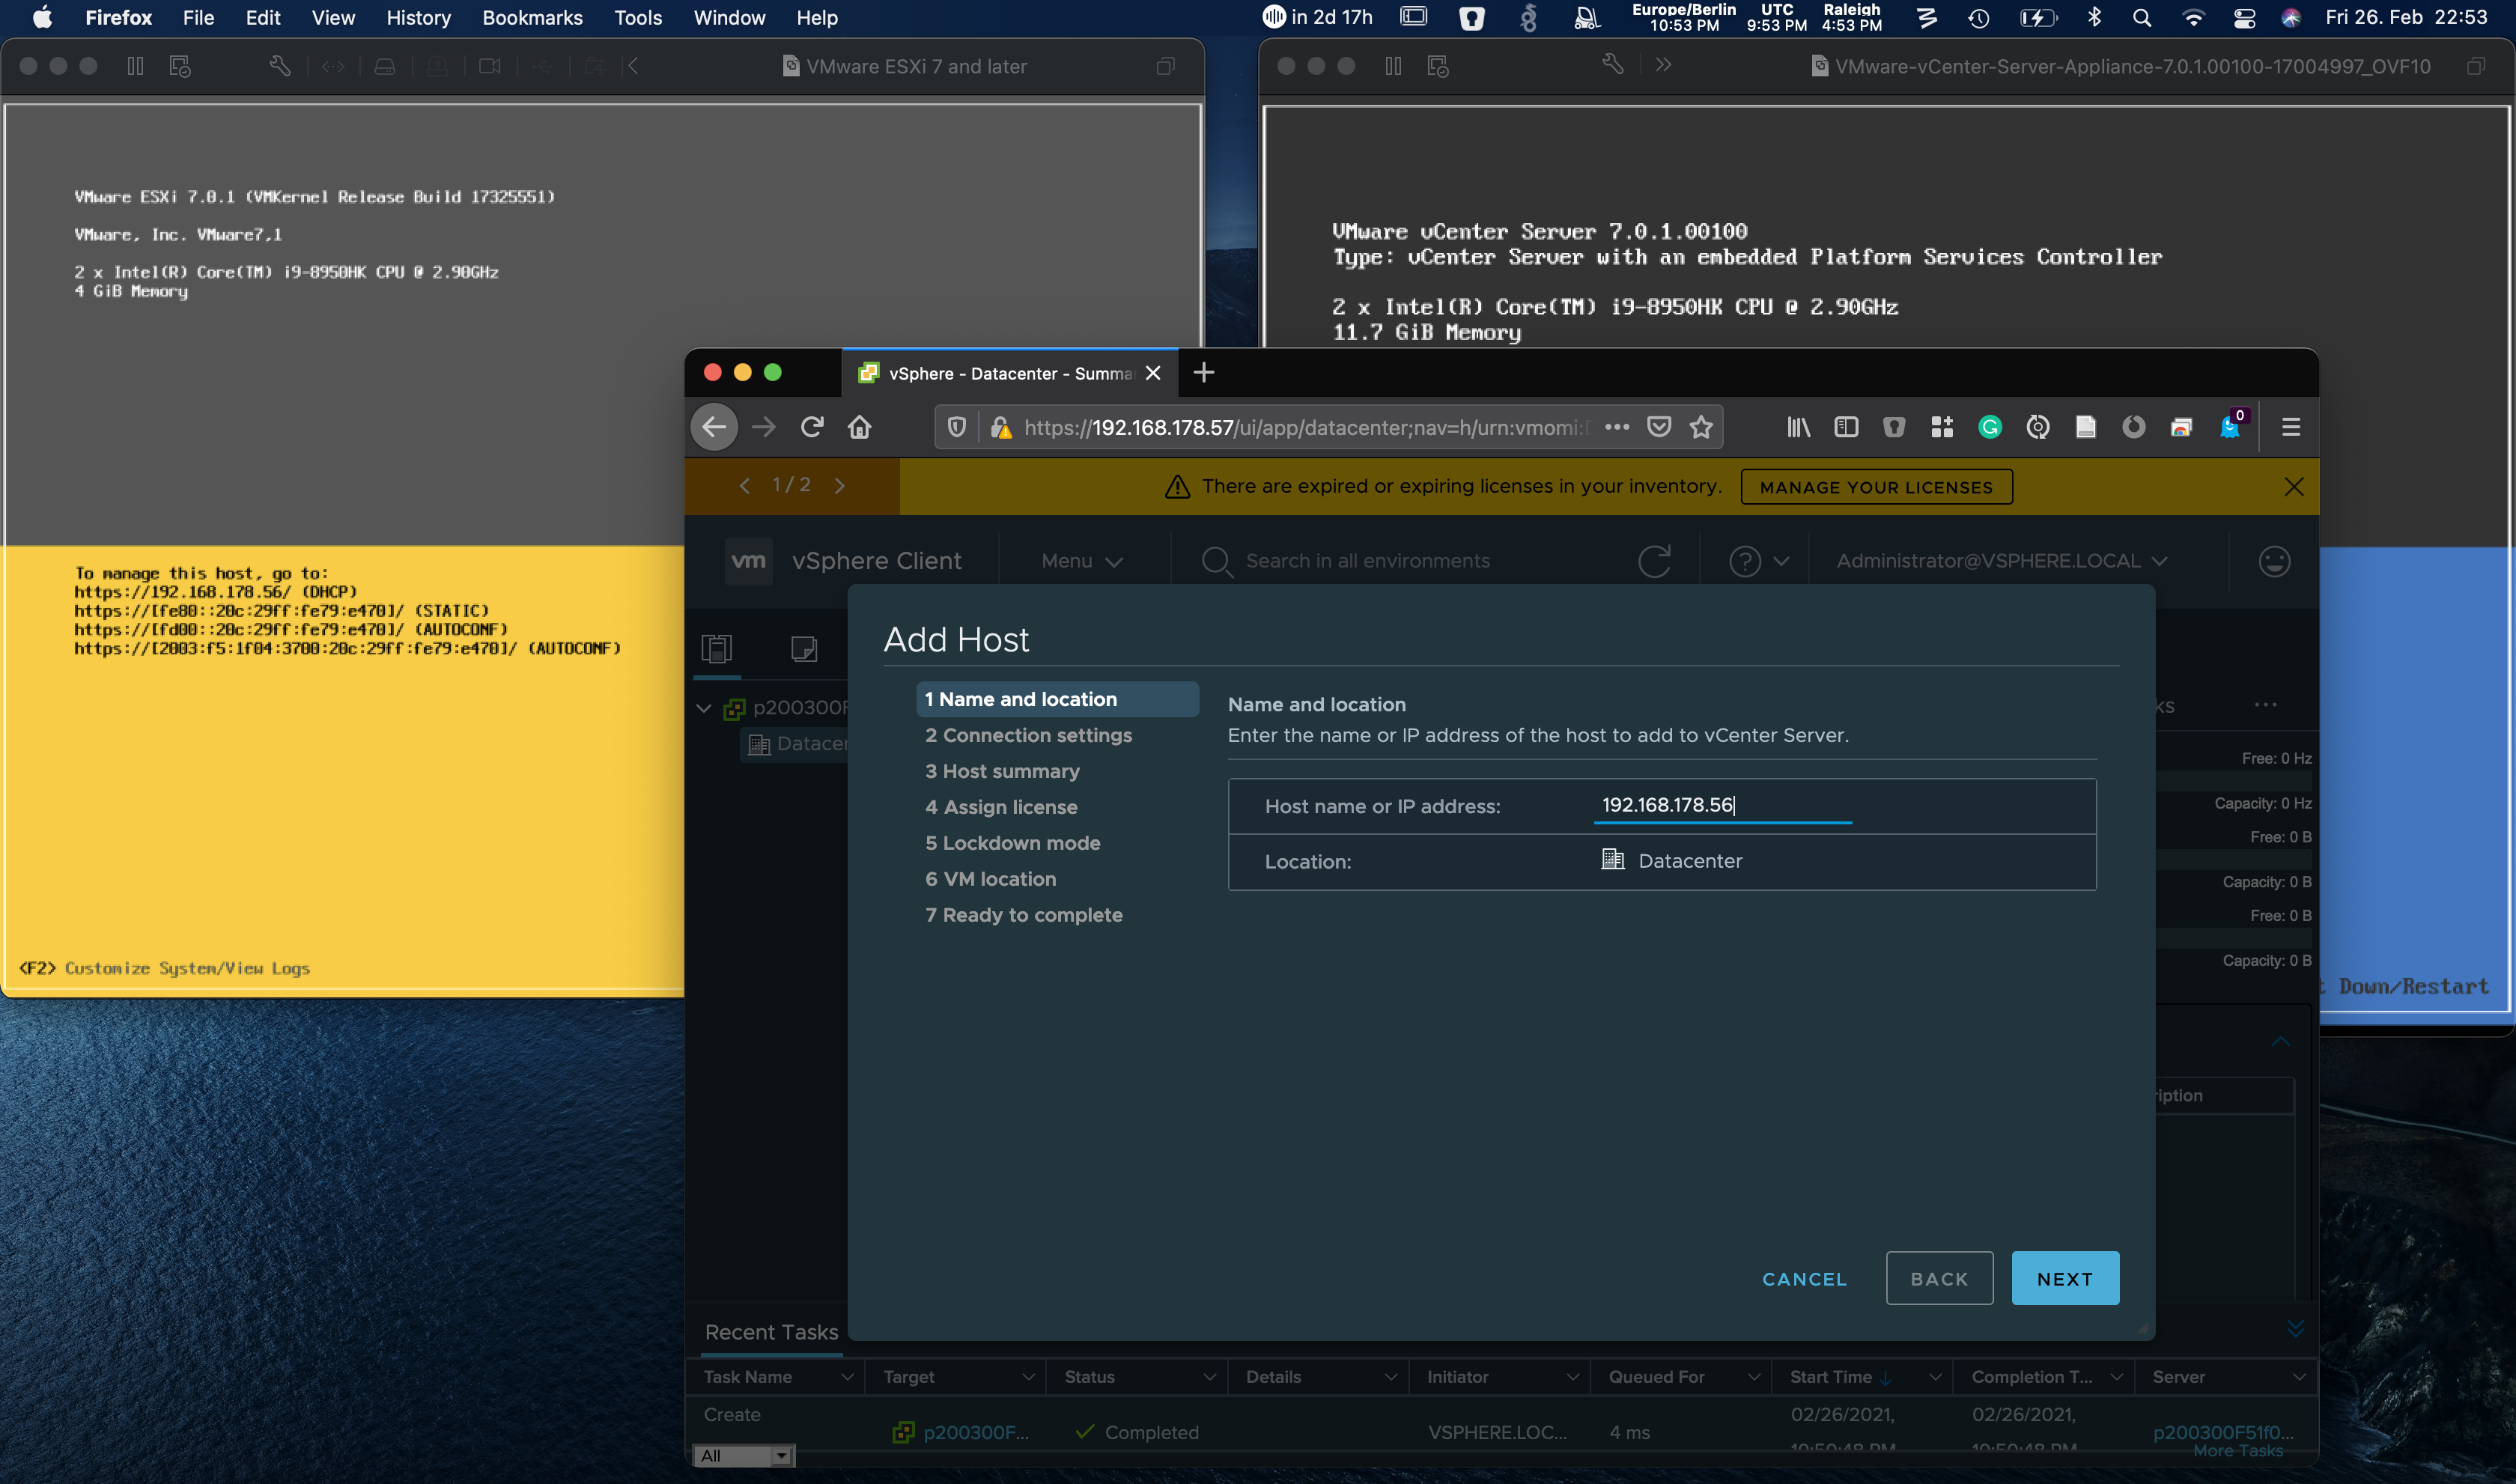 Firefox File Edit View History Bookmarks Tools Window Help
in 2d 17h
Europe/Berlin UTC Raleigh
10:53 PM 9:53 PM 4:53 PM
Fri 26. Feb 22:53
VMware ESXi 7 and later
VMware ESXi 7.0.1 (VMKernel Release Build 17325551)
VMware, Inc. VMware7,1
2 x Intel(R) Core(TM) i9-8950HK CPU @ 2.90GHz
4 GiB Memory
To manage this host, go to:
https://192.168.178.56/ (DHCP)
https://[fe80::20c:29ff:fe79:e470]/ (STATIC)
https://[fd00::20c:29ff:fe79:e470]/ (AUTOCONF)
https://[2003:f5:1f04:3700:20c:29ff:fe79:e470]/ (AUTOCONF)
<F2> Customize System/View Logs
VMware-vCenter-Server-Appliance-7.0.1.00100-17004997_OVF10
VMware vCenter Server 7.0.1.00100
Type: vCenter Server with an embedded Platform Services Controller
2 x Intel(R) Core(TM) i9-8950HK CPU @ 2.90GHz
11.7 GiB Memory
Down/Restart
vSphere - Datacenter - Summa
https://192.168.178.57/ui/app/datacenter;nav=h/urn:vmomi:
0
1 / 2
There are expired or expiring licenses in your inventory.
MANAGE YOUR LICENSES
vm vSphere Client
Menu
Search in all environments
Administrator@VSPHERE.LOCAL
p200300F
Datacen
Add Host
1 Name and location
2 Connection settings
3 Host summary
4 Assign license
5 Lockdown mode
6 VM location
7 Ready to complete
Name and location
Enter the name or IP address of the host to add to vCenter Server.
Host name or IP address: 192.168.178.56
Location: Datacenter
CANCEL BACK NEXT
ks
Free: 0 Hz
Capacity: 0 Hz
Free: 0 B
Capacity: 0 B
Free: 0 B
Capacity: 0 B
ription
Recent Tasks
Task Name Target Status Details Initiator Queued For Start Time Completion T... Server
Create p200300F... Completed VSPHERE.LOC... 4 ms 02/26/2021, 02/26/2021, p200300F51f0...
10:50:48 PM 10:50:48 PM
All
More Tasks